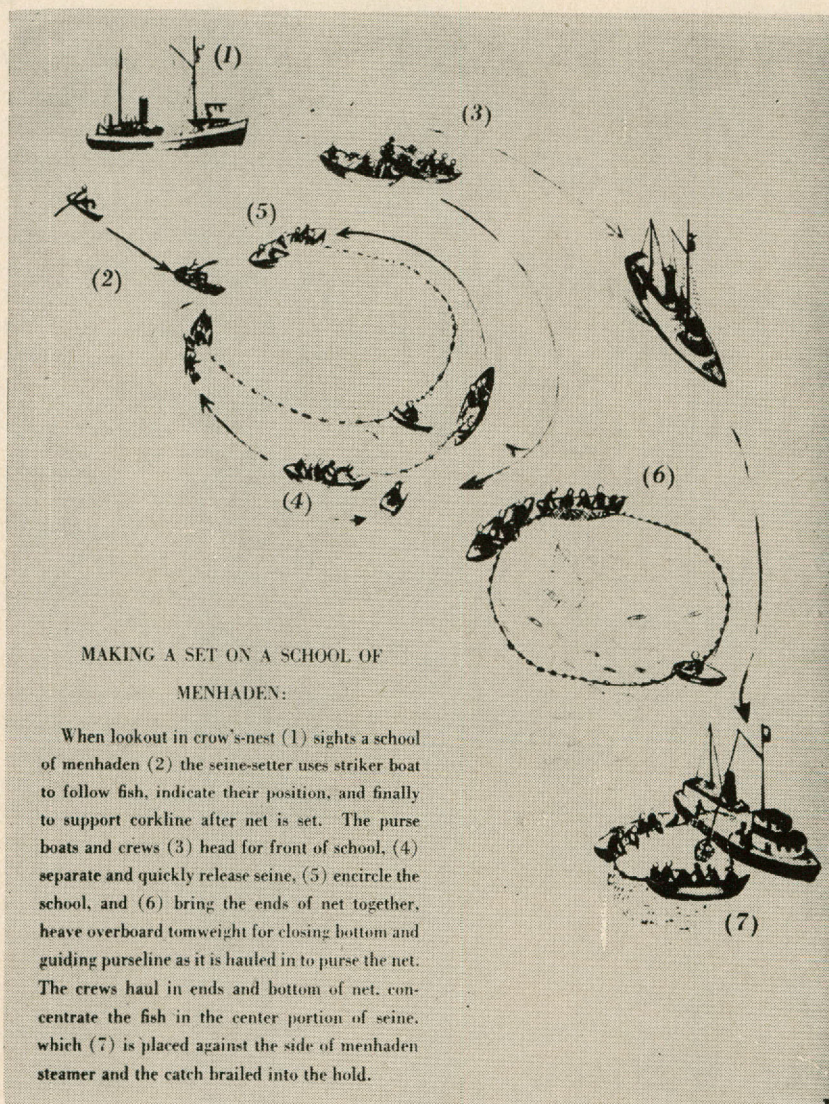 (1)
(3)
(5)
(2)
(4)
(6)
(7)
MAKING A SET ON A SCHOOL OF
MENHADEN:
When lookout in crow's-nest (1) sights a school
of menhaden (2) the seine-setter uses striker boat
to follow fish, indicate their position, and finally
to support corkline after net is set. The purse
boats and crews (3) head for front of school, (4)
separate and quickly release seine, (5) encircle the
school, and (6) bring the ends of net together,
heave overboard tomweight for closing bottom and
guiding purseline as it is hauled in to purse the net.
The crews haul in ends and bottom of net, con-
centrate the fish in the center portion of seine,
which (7) is placed against the side of menhaden
steamer and the catch brailed into the hold.